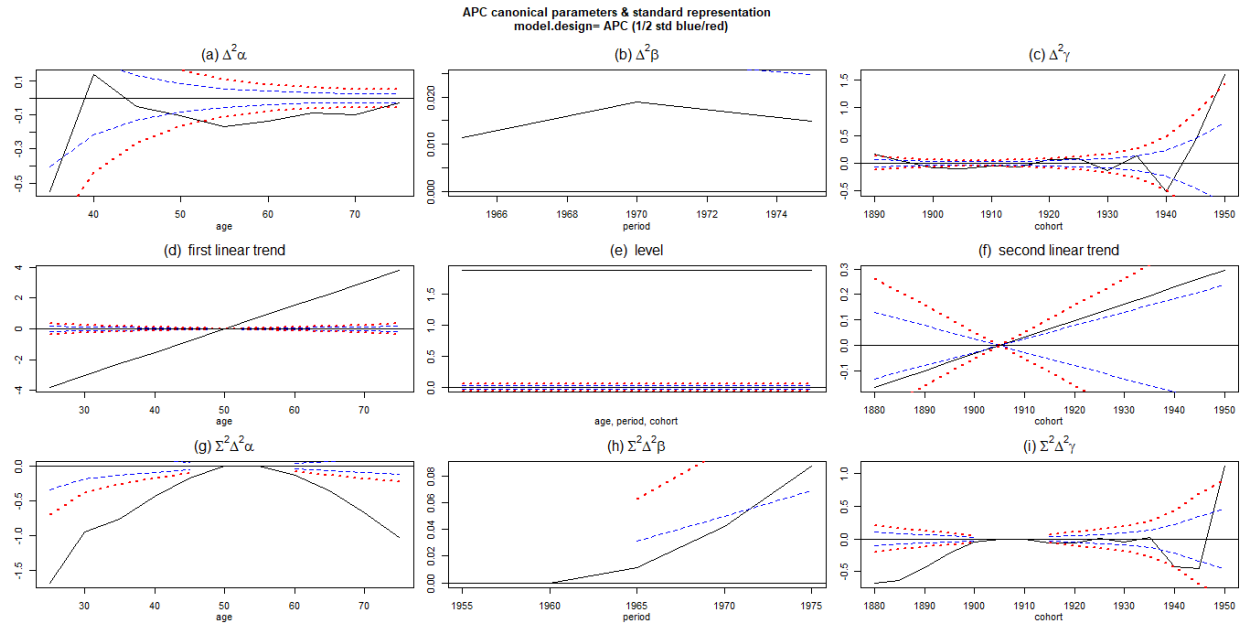 APC canonical parameters & standard representation
model.design= APC (1/2 std blue/red)
(a) Δ²α
0.1
-0.1
-0.3
-0.5
40 50 60 70
age
(b) Δ²β
0.020
0.010
0.000
1966 1968 1970 1972 1974
period
(c) Δ²γ
1.5
1.0
0.5
0.0
-0.5
1890 1900 1910 1920 1930 1940 1950
cohort
(d) first linear trend
4
2
0
-2
-4
30 40 50 60 70
age
(e) level
1.5
1.0
0.5
0.0
age, period, cohort
(f) second linear trend
0.3
0.2
0.1
0.0
-0.1
1880 1890 1900 1910 1920 1930 1940 1950
cohort
(g) Σ²Δ²α
0.0
-0.5
-1.0
-1.5
30 40 50 60 70
age
(h) Σ²Δ²β
0.08
0.06
0.04
0.02
0.00
1955 1960 1965 1970 1975
period
(i) Σ²Δ²γ
1.0
0.5
0.0
-0.5
1880 1890 1900 1910 1920 1930 1940 1950
cohort